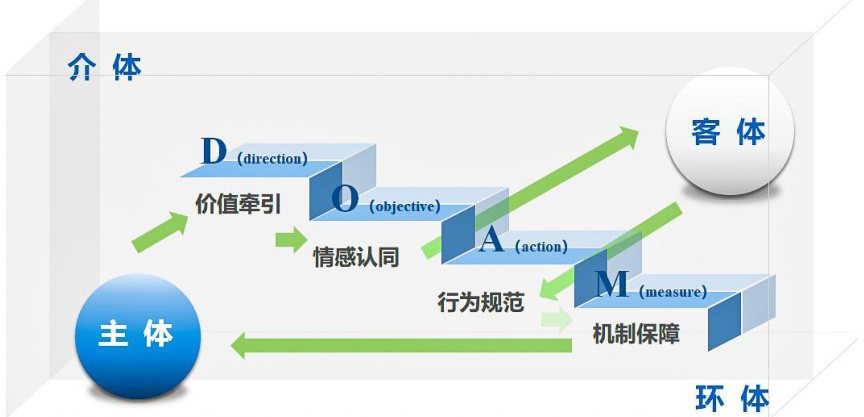 介 体
客 体
D（direction）
价值牵引
O（objective）
情感认同
A（action）
行为规范
M（measure）
机制保障
主 体
环 体